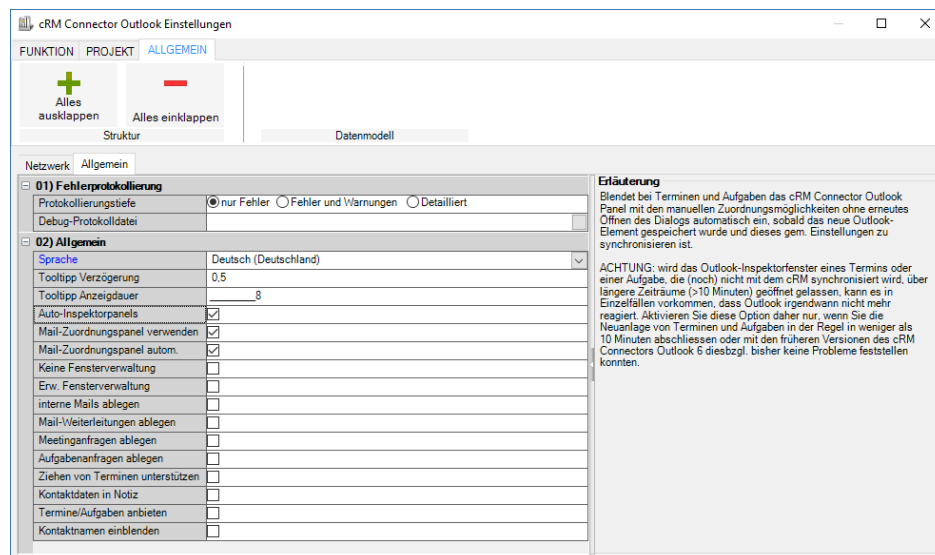 cRM Connector Outlook Einstellungen
FUNKTION PROJEKT ALLGEMEIN
Alles
ausklappen
Alles einklappen
Struktur
Datenmodell
Netzwerk Allgemein
01) Fehlerprotokollierung
Protokollierungstiefe nur Fehler Fehler und Warnungen Detailliert
Debug-Protokolldatei
02) Allgemein
Sprache Deutsch (Deutschland)
Tooltipp Verzögerung 0,5
Tooltipp Anzeigdauer ________8
Auto-Inspektorpanels
Mail-Zuordnungspanel verwenden
Mail-Zuordnungspanel autom.
Keine Fensterverwaltung
Erw. Fensterverwaltung
interne Mails ablegen
Mail-Weiterleitungen ablegen
Meetinganfragen ablegen
Aufgabenanfragen ablegen
Ziehen von Terminen unterstützen
Kontaktdaten in Notiz
Termine/Aufgaben anbieten
Kontaktnamen einblenden
Erläuterung
Blendet bei Terminen und Aufgaben das cRM Connector Outlook
Panel mit den manuellen Zuordnungsmöglichkeiten ohne erneutes
Öffnen des Dialogs automatisch ein, sobald das neue Outlook-
Element gespeichert wurde und dieses gem. Einstellungen zu
synchronisieren ist.
ACHTUNG: wird das Outlook-Inspektorfenster eines Termins oder
einer Aufgabe, die (noch) nicht mit dem cRM synchronisiert wird, über
längere Zeiträume (>10 Minuten) geöffnet gelassen, kann es in
Einzelfällen vorkommen, dass Outlook irgendwann nicht mehr
reagiert. Aktivieren Sie diese Option daher nur, wenn Sie die
Neuanlage von Terminen und Aufgaben in der Regel in weniger als
10 Minuten abschliessen oder mit den früheren Versionen des cRM
Connectors Outlook 6 diesbzgl. bisher keine Probleme feststellen
konnten.